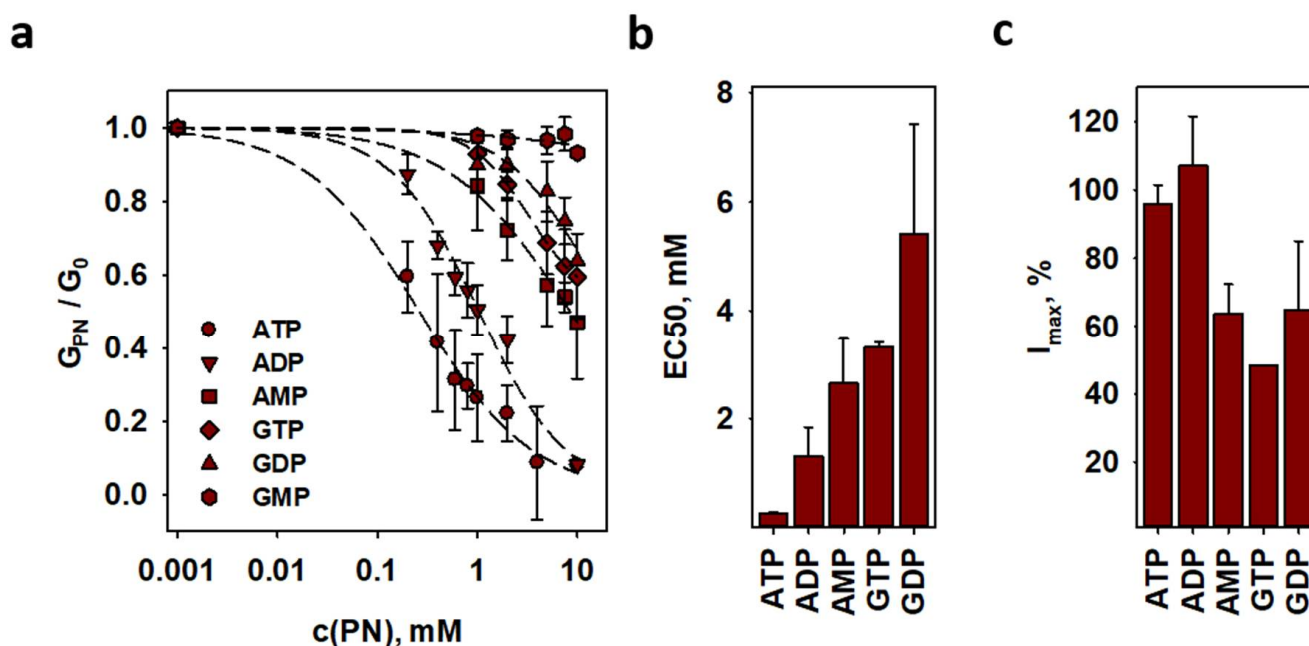 a
1.0
0.8
0.6
0.4
0.2
0.0
G_PN / G_0
ATP
ADP
AMP
GTP
GDP
GMP
0.001 0.01 0.1 1 10
c(PN), mM
b
8
6
4
2
EC50, mM
ATP
ADP
AMP
GTP
GDP
c
120
100
80
60
40
20
I_max, %
ATP
ADP
AMP
GTP
GDP